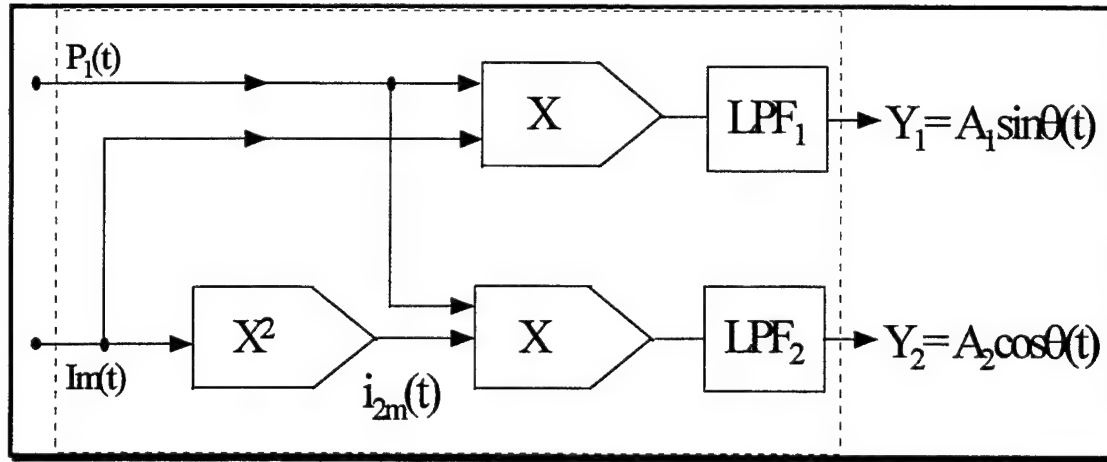 P₁(t)
X
LPF₁
Y₁=A₁sinθ(t)
Im(t)
X²
i₂ₘ(t)
X
LPF₂
Y₂=A₂cosθ(t)